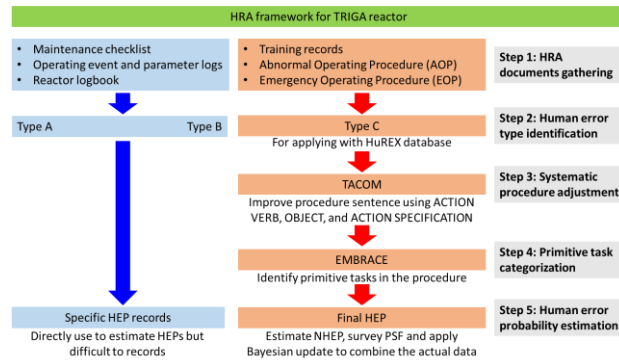 HRA framework for TRIGA reactor
• Maintenance checklist
• Operating event and parameter logs
• Reactor logbook
• Training records
• Abnormal Operating Procedure (AOP)
• Emergency Operating Procedure (EOP)
Step 1: HRA
documents gathering
Type A
Type B
Type C
For applying with HuREX database
Step 2: Human error
type identification
TACOM
Improve procedure sentence using ACTION
VERB, OBJECT, and ACTION SPECIFICATION
Step 3: Systematic
procedure adjustment
EMBRACE
Identify primitive tasks in the procedure
Step 4: Primitive task
categorization
Specific HEP records
Directly use to estimate HEPs but
difficult to records
Final HEP
Estimate NHEP, survey PSF and apply
Bayesian update to combine the actual data
Step 5: Human error
probability estimation